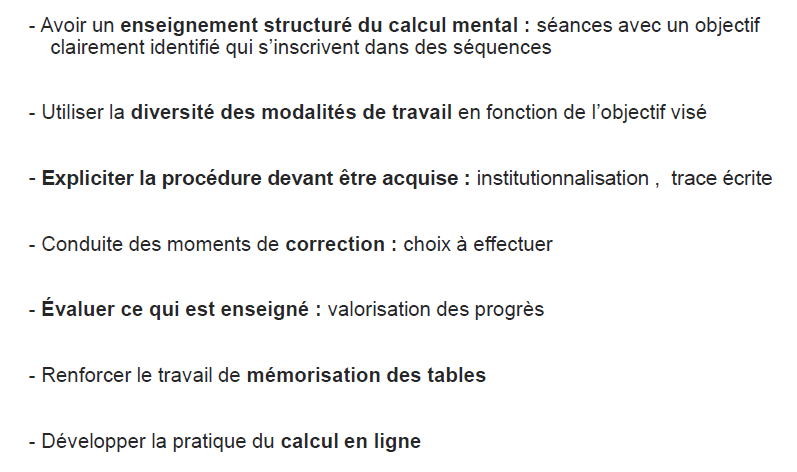 - Avoir un enseignement structuré du calcul mental : séances avec un objectif
clairement identifié qui s’inscrivent dans des séquences
- Utiliser la diversité des modalités de travail en fonction de l’objectif visé
- Expliciter la procédure devant être acquise : institutionnalisation , trace écrite
- Conduite des moments de correction : choix à effectuer
- Évaluer ce qui est enseigné : valorisation des progrès
- Renforcer le travail de mémorisation des tables
- Développer la pratique du calcul en ligne